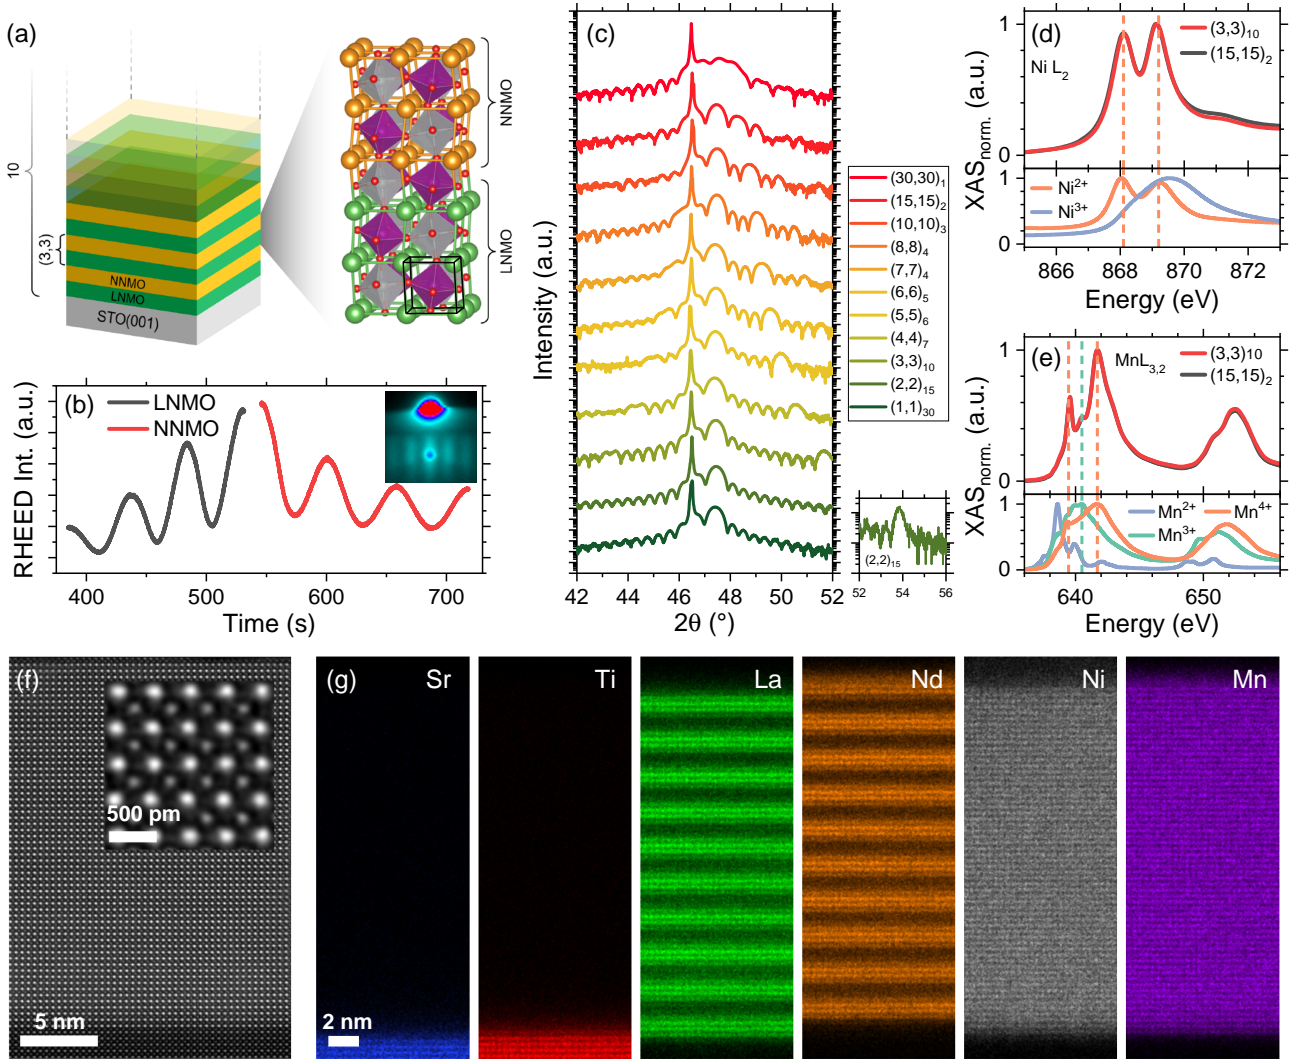 (a)
10
(3,3)
NNMO
LNMO
STO(001)
NNMO
LNMO
(b)
RHEED Int. (a.u.)
LNMO
NNMO
400
500
600
700
Time (s)
(c)
Intensity (a.u.)
42
44
46
48
50
52
2θ (°)
(30,30)₁
(15,15)₂
(10,10)₃
(8,8)₄
(7,7)₄
(6,6)₅
(5,5)₆
(4,4)₇
(3,3)₁₀
(2,2)₁₅
(1,1)₃₀
(2,2)₁₅
52
54
56
(d)
XASnorm. (a.u.)
1
0
1
0
Ni L₂
(3,3)₁₀
(15,15)₂
Ni²⁺
Ni³⁺
866
868
870
872
Energy (eV)
(e)
XASnorm. (a.u.)
1
0
1
0
MnL₃,₂
(3,3)10
(15,15)₂
Mn²⁺
Mn⁴⁺
Mn³⁺
640
650
Energy (eV)
(f)
500 pm
5 nm
(g)
Sr
Ti
La
Nd
Ni
Mn
2 nm